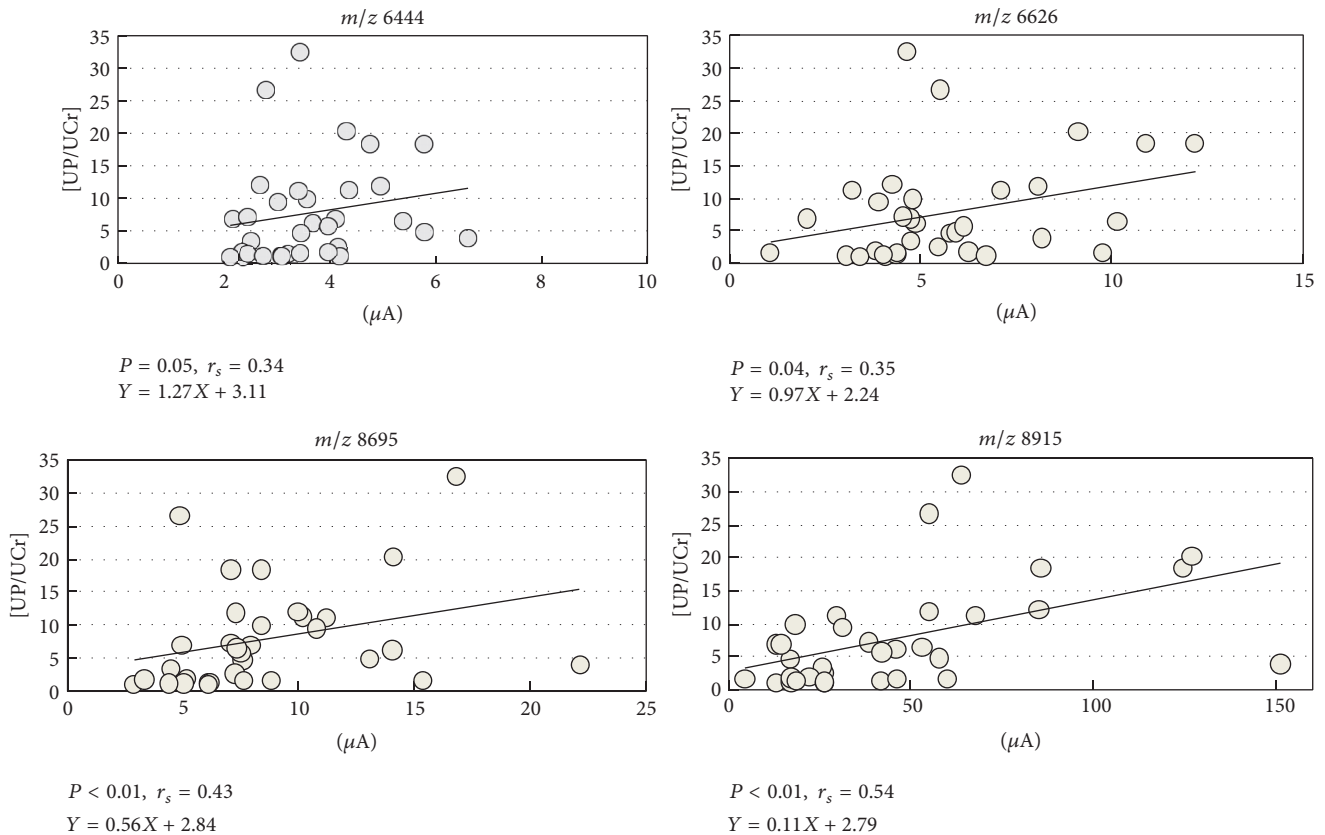 m/z 6444
35
30
25
20
15
10
5
0
[UP/UCr]
0 2 4 6 8 10
(μA)
P = 0.05, r_s = 0.34
Y = 1.27X + 3.11
m/z 6626
35
30
25
20
15
10
5
0
[UP/UCr]
0 5 10 15
(μA)
P = 0.04, r_s = 0.35
Y = 0.97X + 2.24
m/z 8695
35
30
25
20
15
10
5
0
[UP/UCr]
0 5 10 15 20 25
(μA)
P < 0.01, r_s = 0.43
Y = 0.56X + 2.84
m/z 8915
35
30
25
20
15
10
5
0
[UP/UCr]
0 50 100 150
(μA)
P < 0.01, r_s = 0.54
Y = 0.11X + 2.79